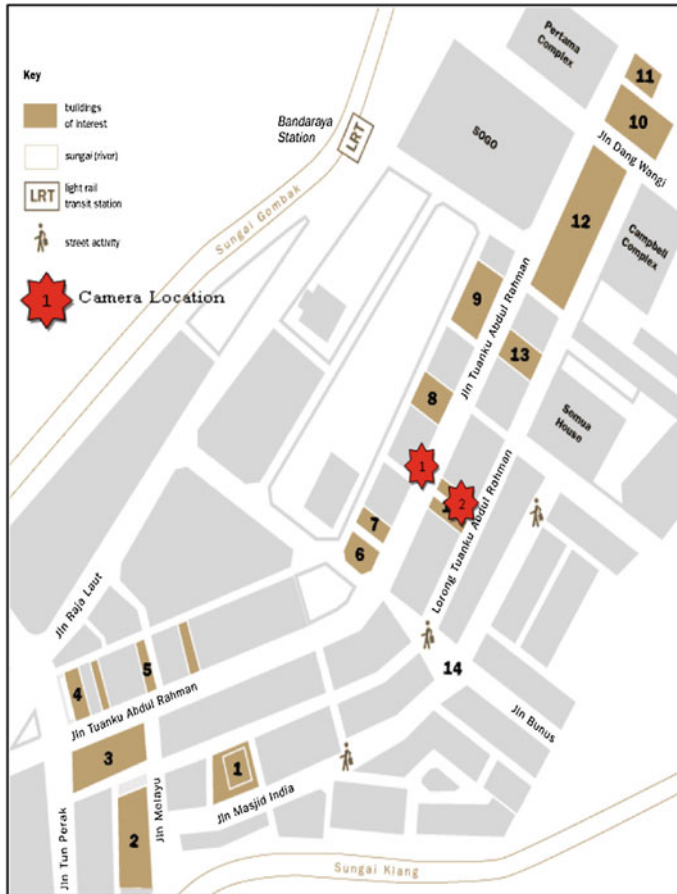 Key
buildings
of interest
sungai (river)
LRT
light rail
transit station
street activity
1
Camera Location
Bandaraya
Station
LRT
Sungai Gombak
Pertama
Complex
SOGO
11
10
Jln Dang Wangi
12
Campbell
Complex
9
Jln Tuanku Abdul Rahman
13
8
Semua
House
1
2
Lorong Tuanku Abdul Rahman
7
6
Jln Raja Laut
5
4
Jln Tuanku Abdul Rahman
14
Jln Bunus
3
1
Jln Masjid India
Jln Melayu
2
Jln Tun Perak
Sungai Klang